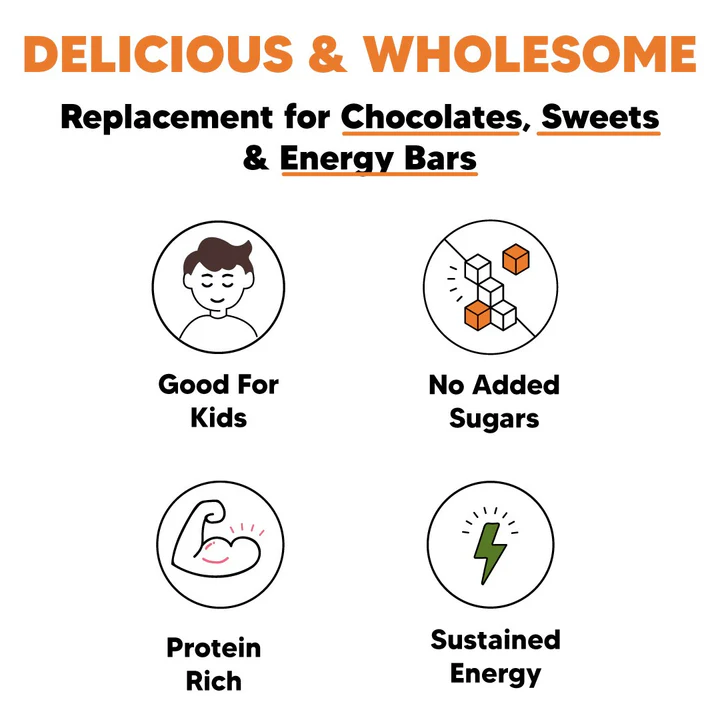 DELICIOUS & WHOLESOME
Replacement for Chocolates, Sweets
& Energy Bars
Good For
Kids
No Added
Sugars
Protein
Rich
Sustained
Energy